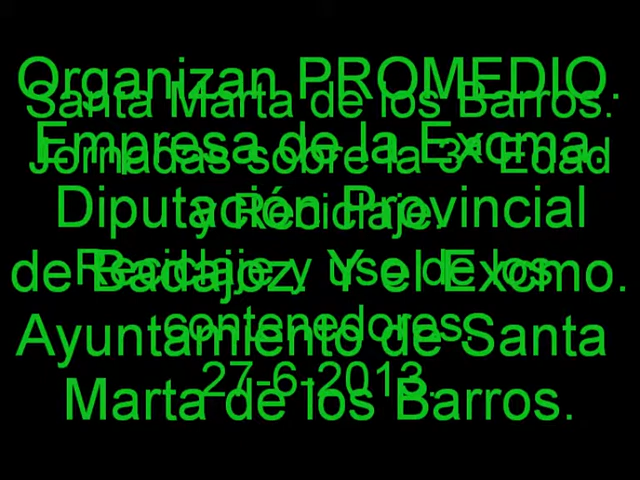 Organizan PROMEDIO.
Empresa de la Excma.
Diputación Provincial
de Badajoz. Y el Excmo.
Ayuntamiento de Santa
Marta de los Barros.
Santa Marta de los Barros.
Jornadas sobre la 3ª Edad
y Reciclaje.
Reciclaje y uso de los
contenedores.
27-6-2013.